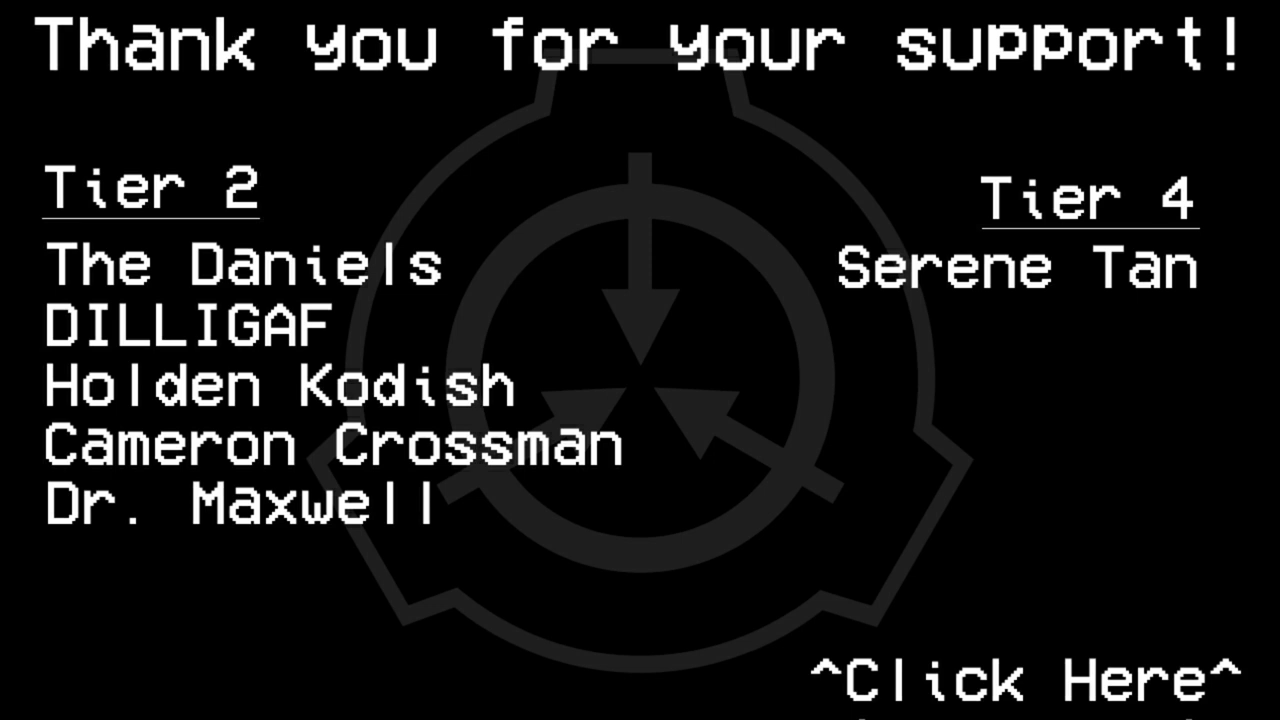 Thank you for your support!
Tier 2
The Daniels
DILLIGAF
Holden Kodish
Cameron Crossman
Dr. Maxwell
Tier 4
Serene Tan
^Click Here^